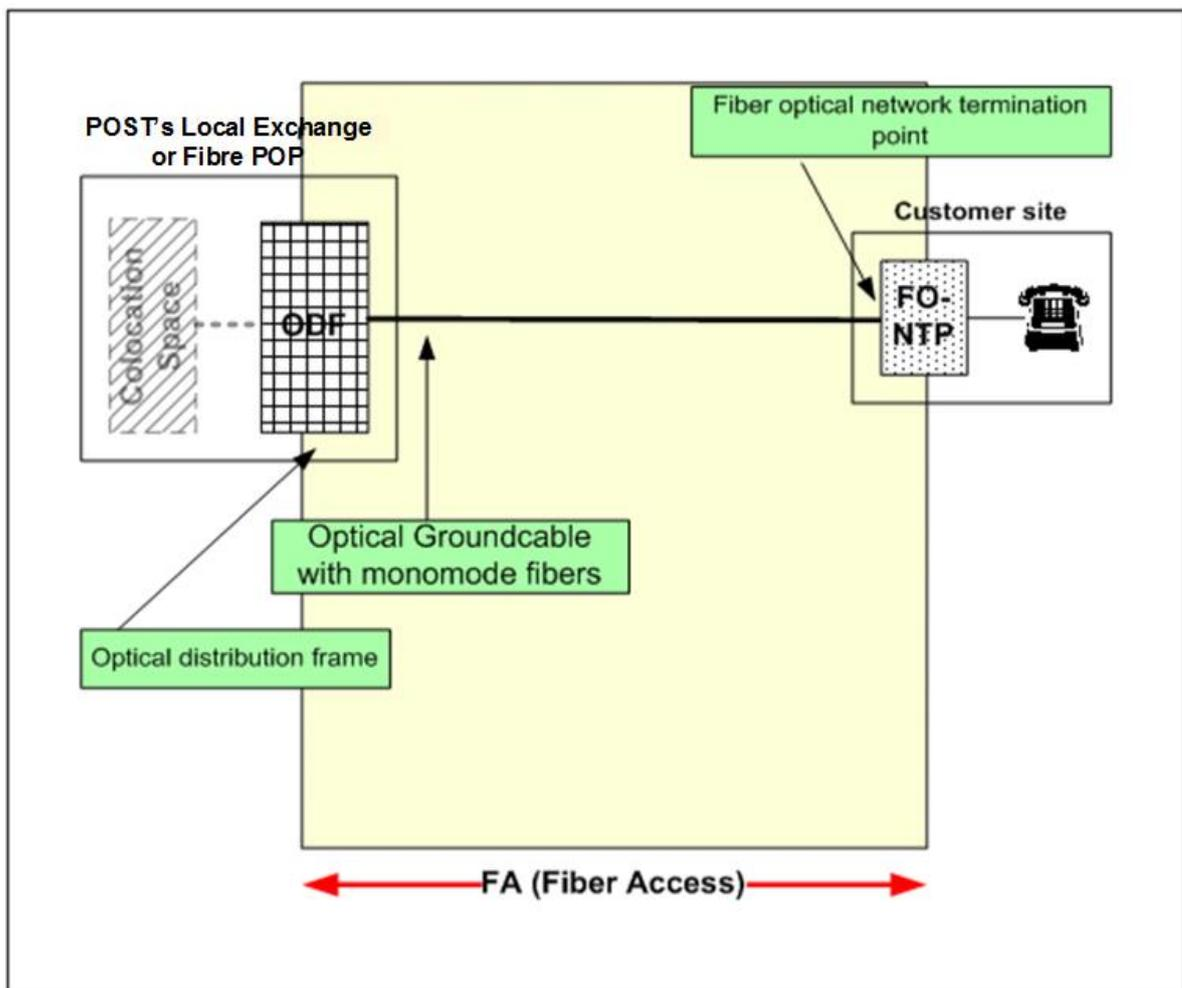 POST's Local Exchange
or Fibre POP
Fiber optical network termination
point
Customer site
Colocation
Space
ODF
FO-
NTP
Optical Groundcable
with monomode fibers
Optical distribution frame
FA (Fiber Access)